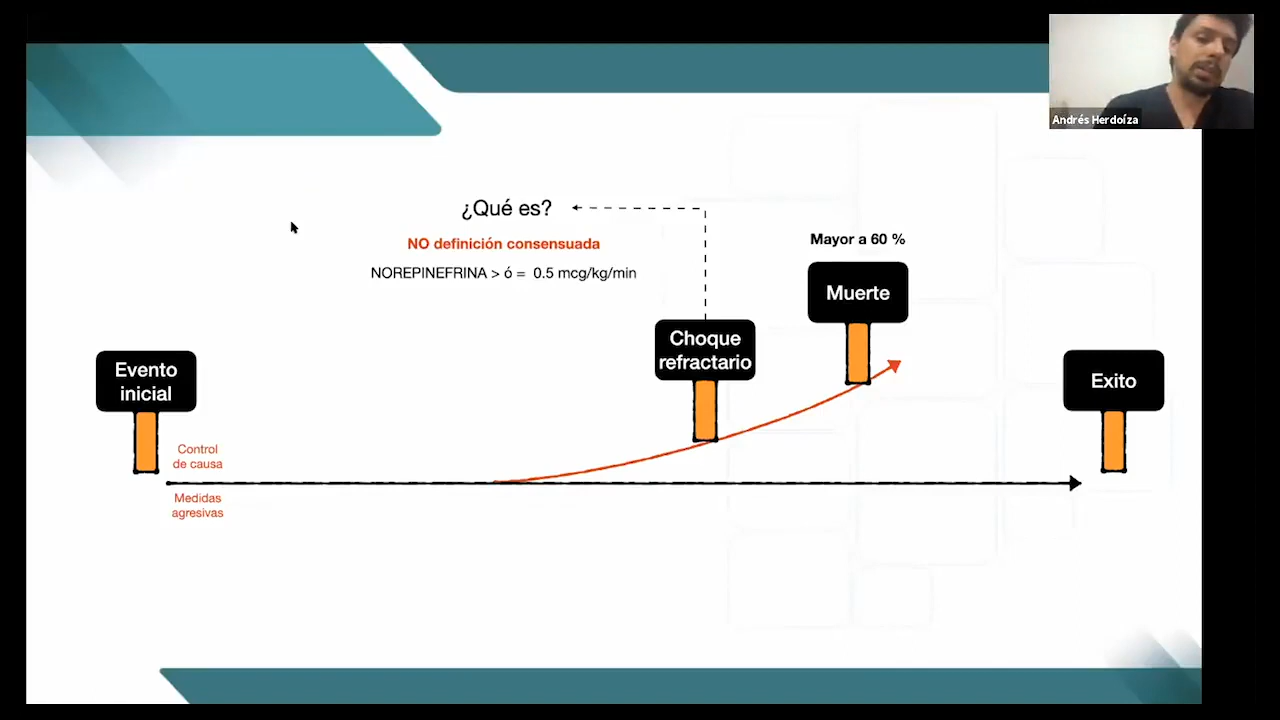 Andrés Herdoíza
¿Qué es?
NO definición consensuada
NOREPINEFRINA > ó = 0.5 mcg/kg/min
Mayor a 60 %
Muerte
Choque
refractario
Evento
inicial
Exito
Control
de causa
Medidas
agresivas